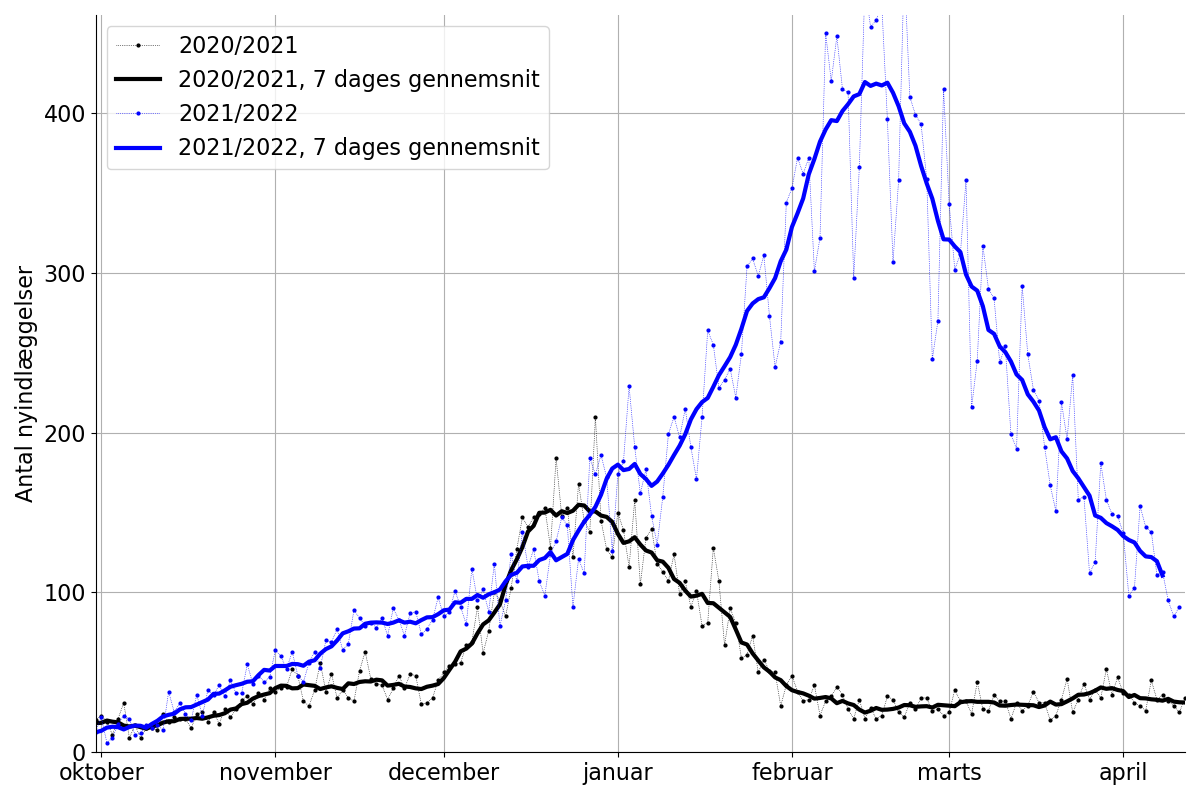 2020/2021
2020/2021, 7 dages gennemsnit
2021/2022
2021/2022, 7 dages gennemsnit
Antal nyindlæggelser
400
300
200
100
0
oktober november december januar februar marts april